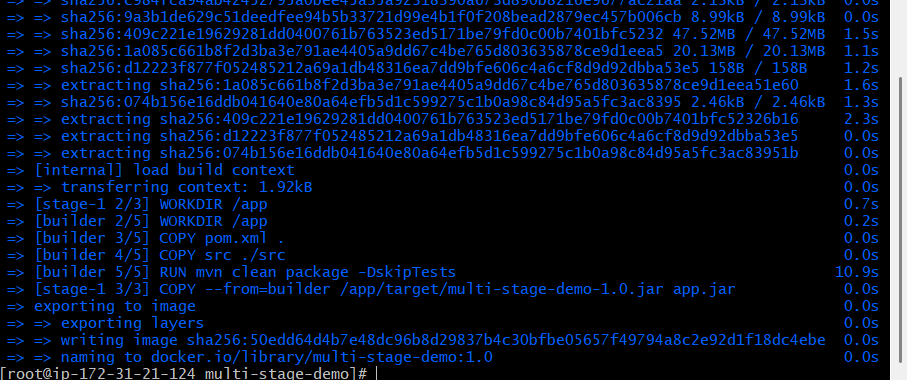 => => sha256:9a3b1de629c51deedfee94b5b33721d99e4b1f0f208bead2879ec457b006cb 8.99kB / 8.99kB 0.0s
=> => sha256:409c221e19629281dd0400761b763523ed5171be79fd0c00b7401bfc5232 47.52MB / 47.52MB 1.5s
=> => sha256:1a085c661b8f2d3ba3e791ae4405a9dd67c4be765d803635878ce9d1eea5 20.13MB / 20.13MB 1.1s
=> => sha256:d12223f877f052485212a69a1db48316ea7dd9bfe606c4a6cf8d9d92dbba53e5 158B / 158B 1.2s
=> => extracting sha256:1a085c661b8f2d3ba3e791ae4405a9dd67c4be765d803635878ce9d1eea51e60 1.6s
=> => sha256:074b156e16ddb041640e80a64efb5d1c599275c1b0a98c84d95a5fc3ac8395 2.46kB / 2.46kB 1.3s
=> => extracting sha256:409c221e19629281dd0400761b763523ed5171be79fd0c00b7401bfc52326b16 2.3s
=> => extracting sha256:d12223f877f052485212a69a1db48316ea7dd9bfe606c4a6cf8d9d92dbba53e5 0.0s
=> => extracting sha256:074b156e16ddb041640e80a64efb5d1c599275c1b0a98c84d95a5fc3ac83951b 0.0s
=> [internal] load build context 0.0s
=> => transferring context: 1.92kB 0.0s
=> [stage-1 2/3] WORKDIR /app 0.7s
=> [builder 2/5] WORKDIR /app 0.2s
=> [builder 3/5] COPY pom.xml . 0.0s
=> [builder 4/5] COPY src ./src 0.0s
=> [builder 5/5] RUN mvn clean package -DskipTests 10.9s
=> [stage-1 3/3] COPY --from=builder /app/target/multi-stage-demo-1.0.jar app.jar 0.0s
=> exporting to image 0.0s
=> => exporting layers 0.0s
=> => writing image sha256:50edd64d4b7e48dc96b8d29837b4c30bfbe05657f49794a8c2e92d1f18dc4ebe 0.0s
=> => naming to docker.io/library/multi-stage-demo:1.0 0.0s
[root@ip-172-31-21-124 multi-stage-demo]#